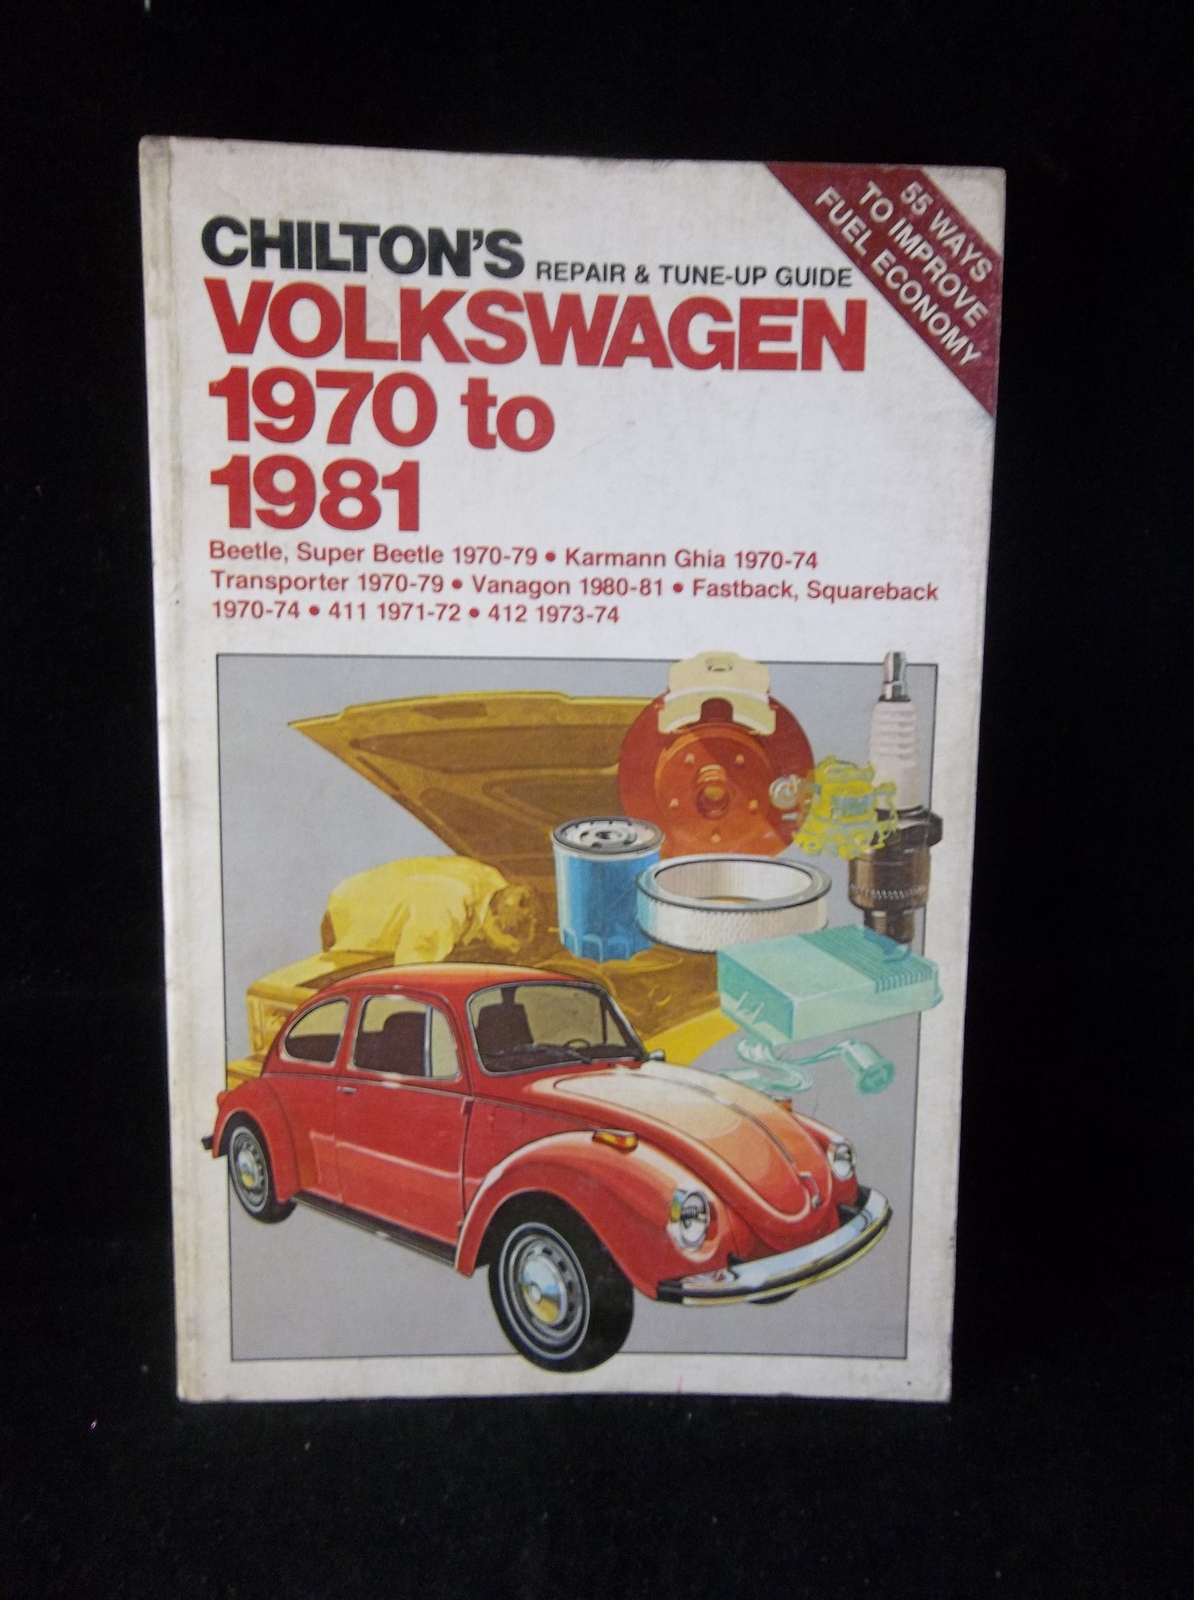 CHILTON'S REPAIR & TUNE-UP GUIDE
VOLKSWAGEN
1970 to
1981
55 WAYS
TO IMPROVE
FUEL ECONOMY
Beetle, Super Beetle 1970-79 • Karmann Ghia 1970-74
Transporter 1970-79 • Vanagon 1980-81 • Fastback, Squareback
1970-74 • 411 1971-72 • 412 1973-74